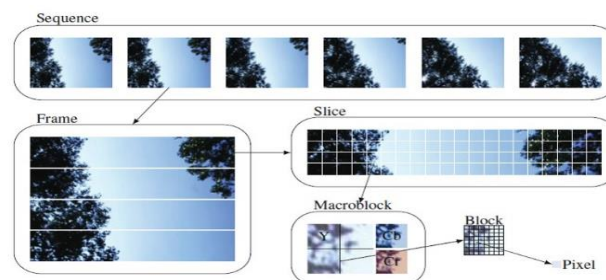 Sequence
Frame
Slice
Macroblock
Y
Cb
Cr
Block
Pixel